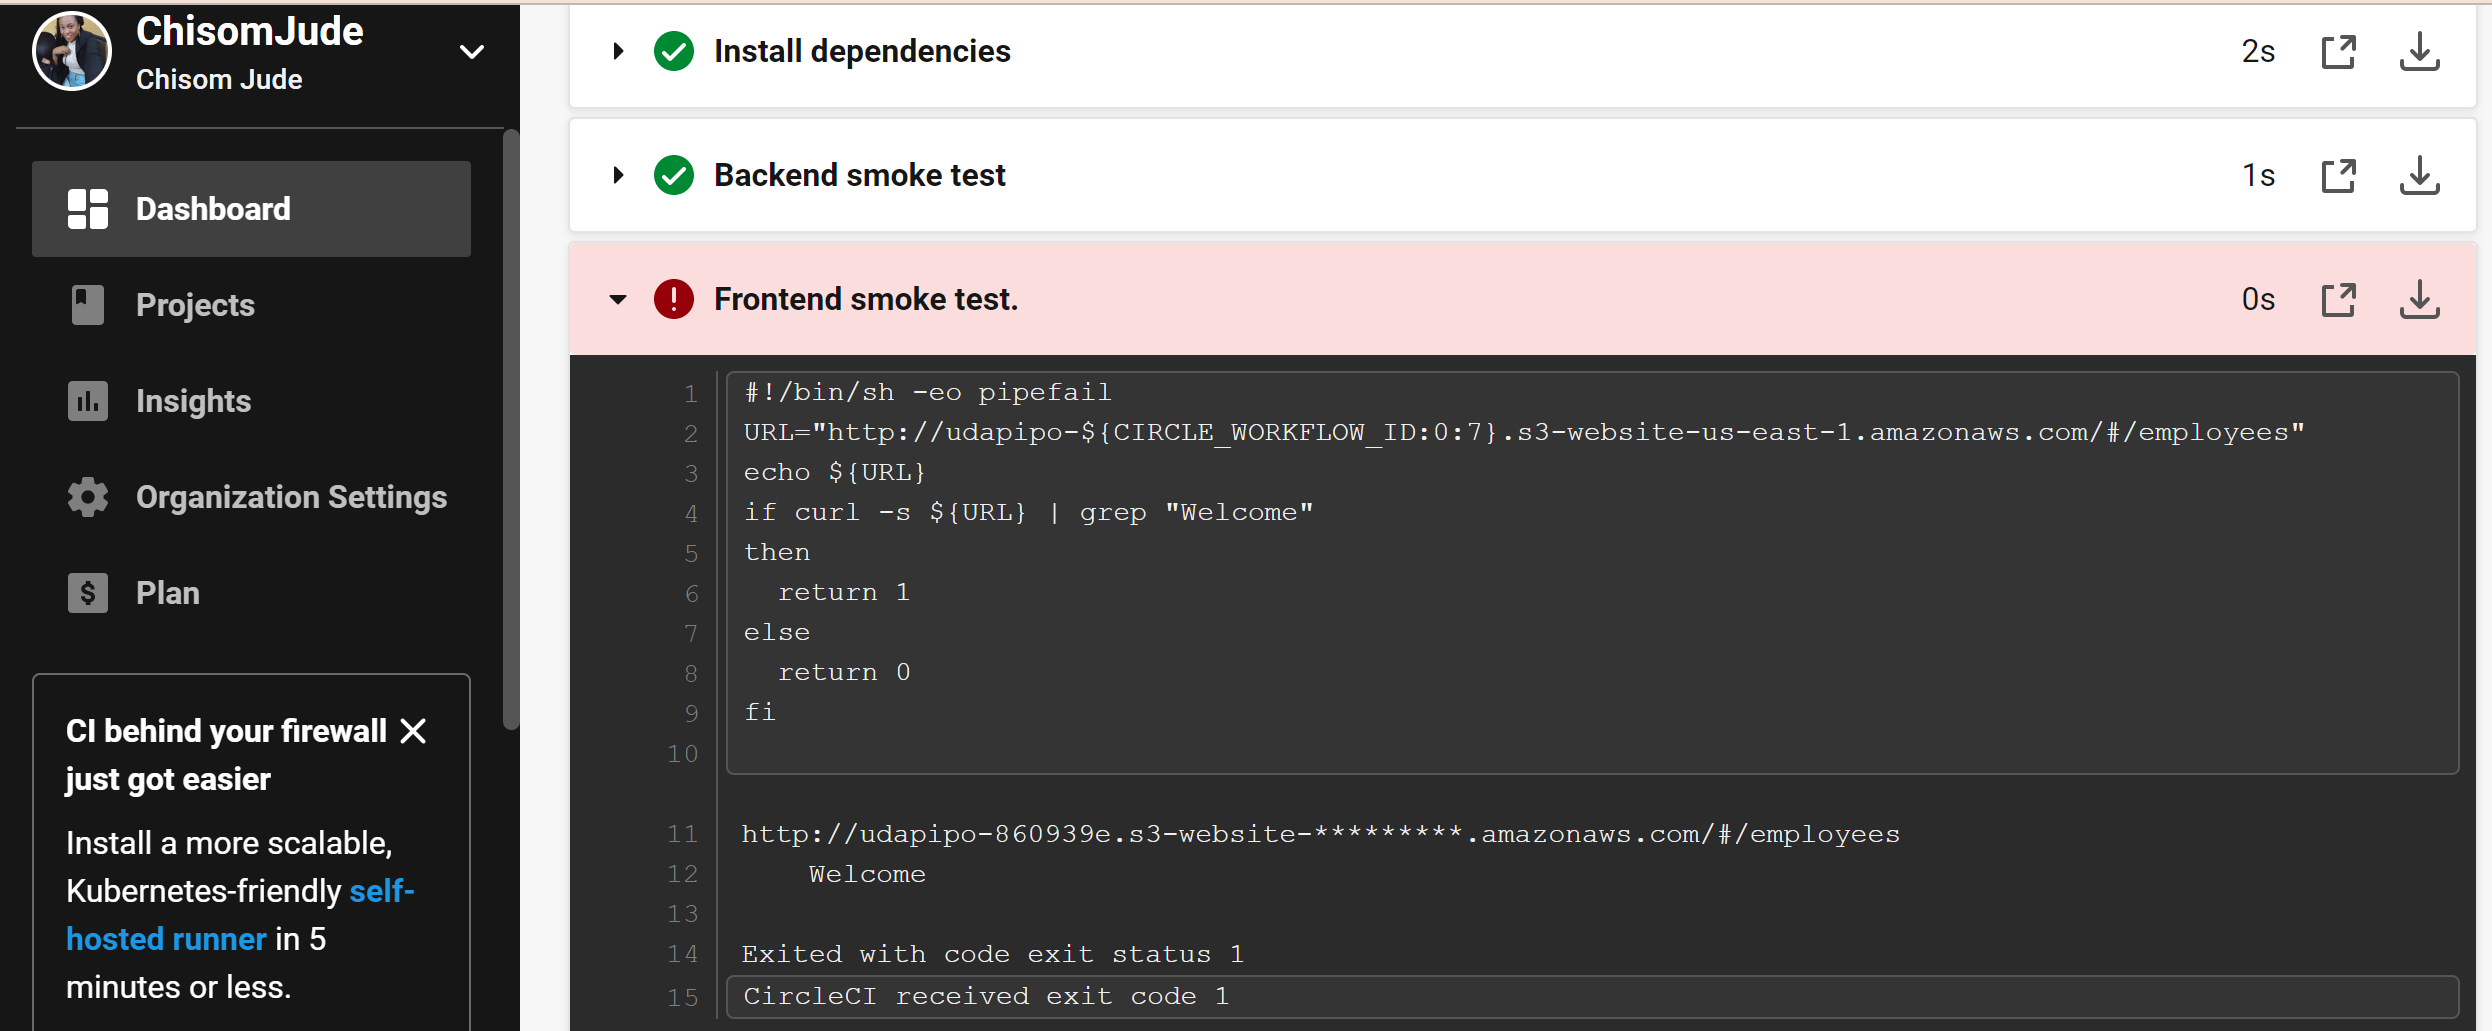 ChisomJude
Chisom Jude
Dashboard
Projects
Insights
Organization Settings
Plan
CI behind your firewall
just got easier
Install a more scalable,
Kubernetes-friendly self-
hosted runner in 5
minutes or less.
Install dependencies 2s
Backend smoke test 1s
Frontend smoke test. 0s
1 #!/bin/sh -eo pipefail
2 URL="http://udapipo-${CIRCLE_WORKFLOW_ID:0:7}.s3-website-us-east-1.amazonaws.com/#/employees"
3 echo ${URL}
4 if curl -s ${URL} | grep "Welcome"
5 then
6   return 1
7 else
8   return 0
9 fi
10
11 http://udapipo-860939e.s3-website-*********.amazonaws.com/#/employees
12     Welcome
13
14 Exited with code exit status 1
15 CircleCI received exit code 1